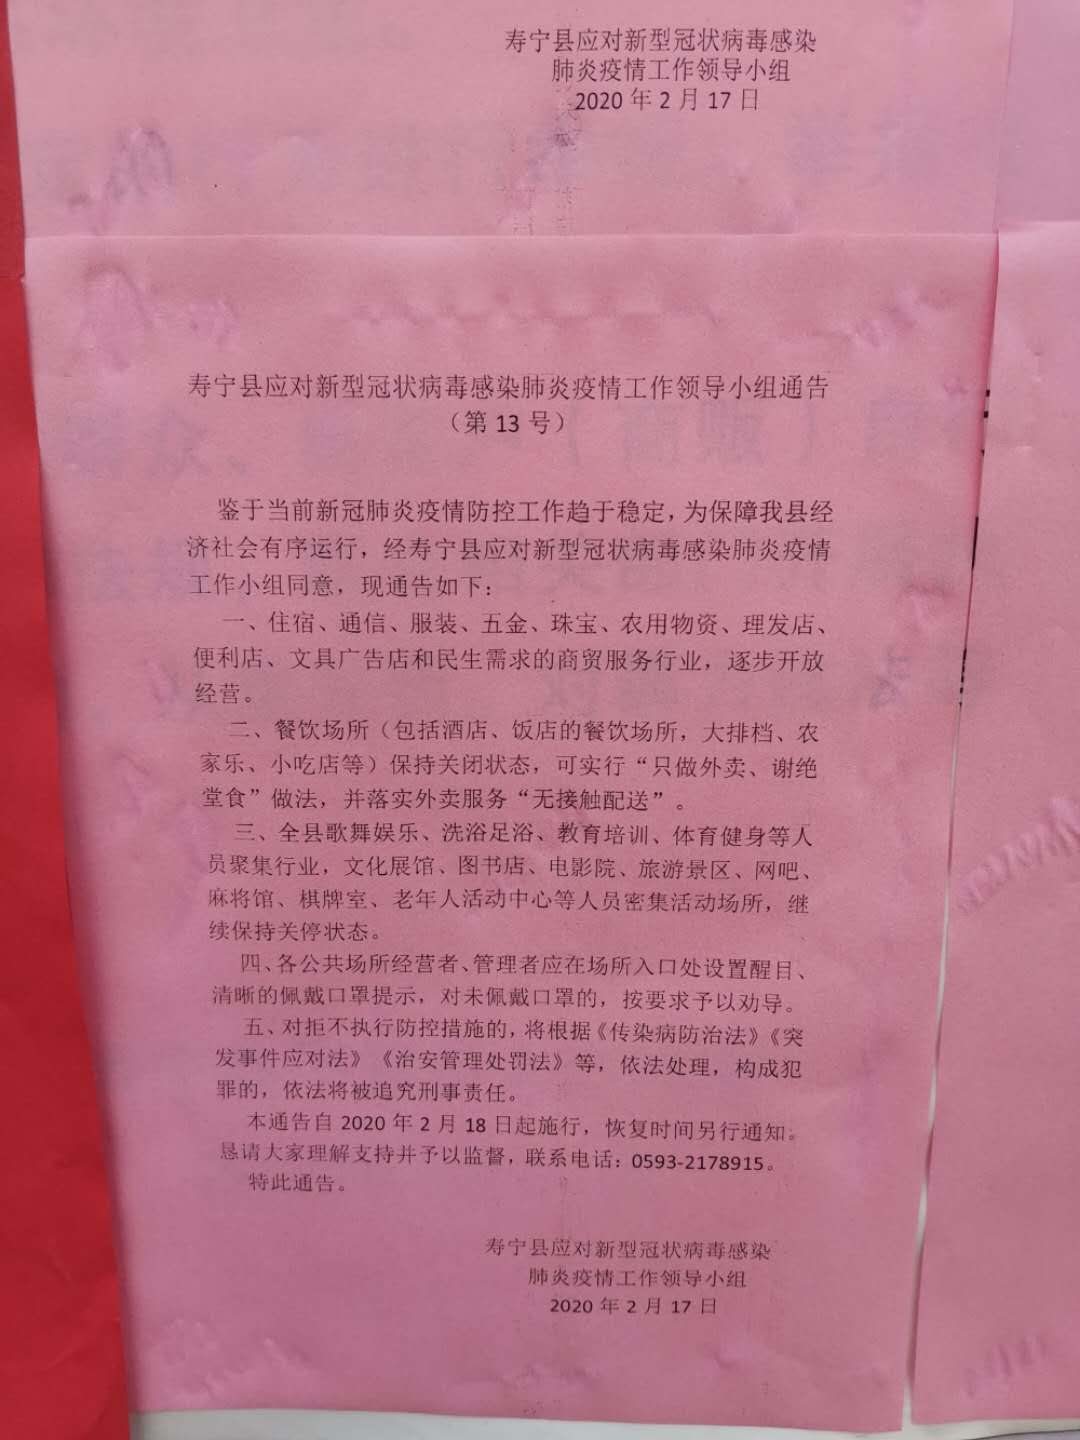 寿宁县应对新型冠状病毒感染
肺炎疫情工作领导小组
2020 年 2 月 17 日
寿宁县应对新型冠状病毒感染肺炎疫情工作领导小组通告
（第 13 号）
鉴于当前新冠肺炎疫情防控工作趋于稳定，为保障我县经
济社会有序运行，经寿宁县应对新型冠状病毒感染肺炎疫情
工作小组同意，现通告如下：
一、住宿、通信、服装、五金、珠宝、农用物资、理发店、
便利店、文具广告店和民生需求的商贸服务行业，逐步开放
经营。
二、餐饮场所（包括酒店、饭店的餐饮场所，大排档、农
家乐、小吃店等）保持关闭状态，可实行“只做外卖、谢绝
堂食”做法，并落实外卖服务“无接触配送”。
三、全县歌舞娱乐、洗浴足浴、教育培训、体育健身等人
员聚集行业，文化展馆、图书店、电影院、旅游景区、网吧、
麻将馆、棋牌室、老年人活动中心等人员密集活动场所，继
续保持关停状态。
四、各公共场所经营者、管理者应在场所入口处设置醒目、
清晰的佩戴口罩提示，对未佩戴口罩的，按要求予以劝导。
五、对拒不执行防控措施的，将根据《传染病防治法》《突
发事件应对法》《治安管理处罚法》等，依法处理，构成犯
罪的，依法将被追究刑事责任。
本通告自 2020 年 2 月 18 日起施行，恢复时间另行通知。
恳请大家理解支持并予以监督，联系电话：0593-2178915。
特此通告。
寿宁县应对新型冠状病毒感染
肺炎疫情工作领导小组
2020 年 2 月 17 日